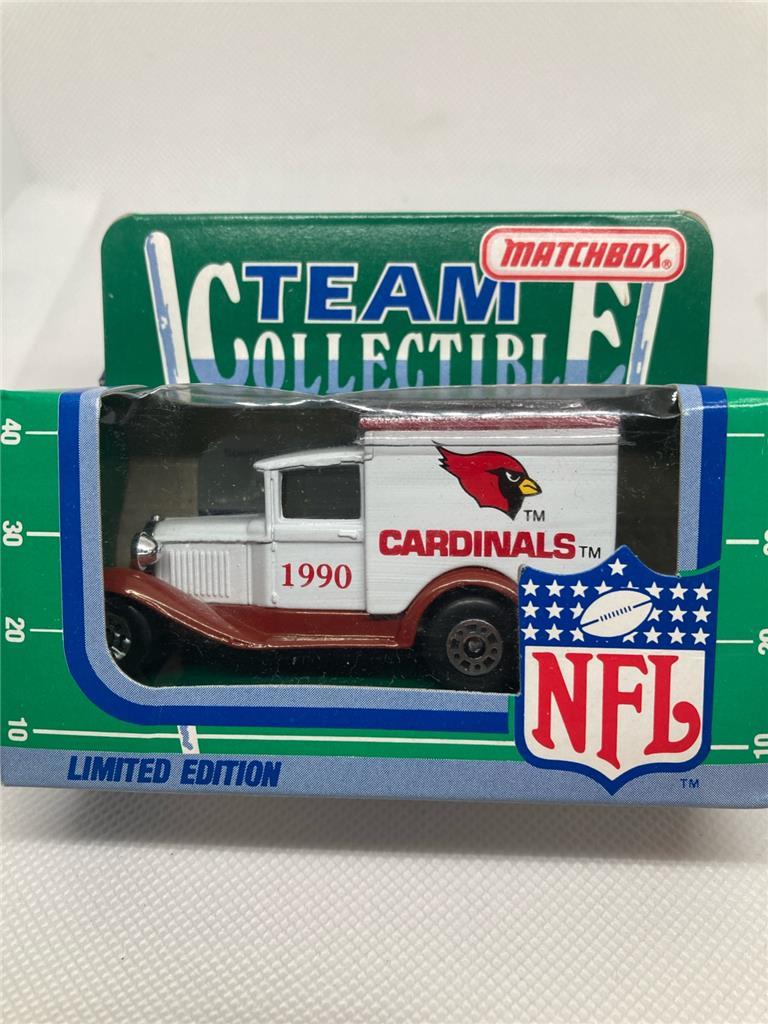 MATCHBOX®
TEAM
COLLECTIBLE
CARDINALS TM
TM
1990
NFL
TM
LIMITED EDITION
40
30
20
10
20
10